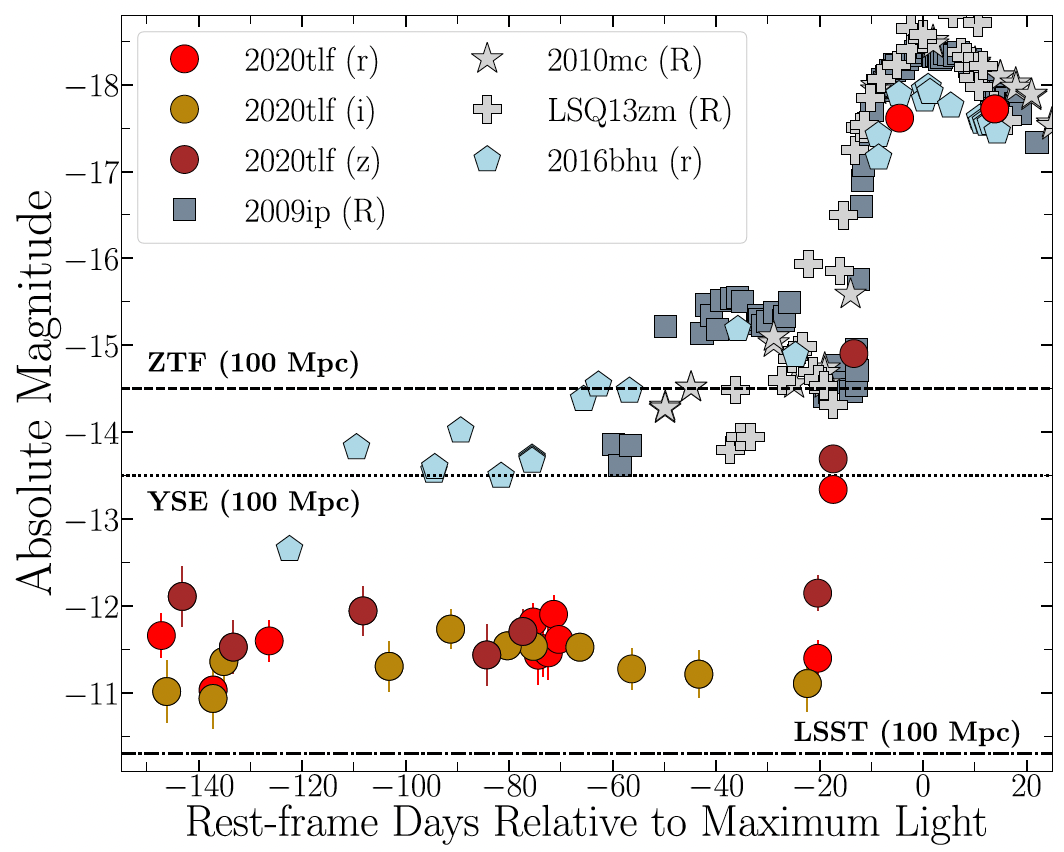 2020tlf (r)
2020tlf (i)
2020tlf (z)
2009ip (R)
2010mc (R)
LSQ13zm (R)
2016bhu (r)
−18
−17
−16
−15
−14
−13
−12
−11
Absolute Magnitude
ZTF (100 Mpc)
YSE (100 Mpc)
LSST (100 Mpc)
−140 −120 −100 −80 −60 −40 −20 0 20
Rest-frame Days Relative to Maximum Light